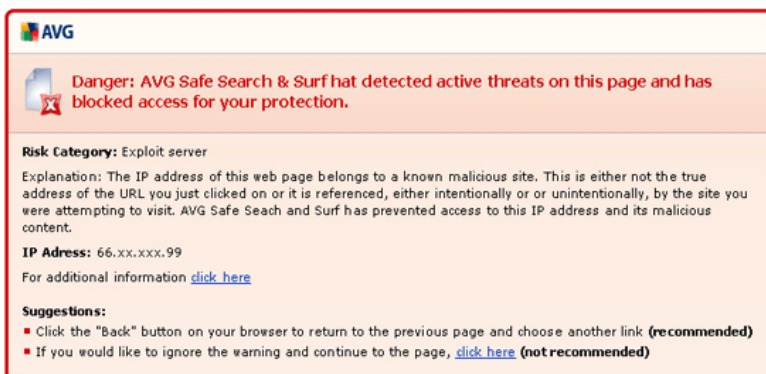 AVG
Danger: AVG Safe Search & Surf hat detected active threats on this page and has
blocked access for your protection.
Risk Category: Exploit server
Explanation: The IP address of this web page belongs to a known malicious site. This is either not the true
address of the URL you just clicked on or it is referenced, either intentionally or or unintentionally, by the site you
were attempting to visit. AVG Safe Seach and Surf has prevented access to this IP address and its malicious
content.
IP Adress: 66.xx.xxx.99
For additional information click here
Suggestions:
Click the "Back" button on your browser to return to the previous page and choose another link (recommended)
If you would like to ignore the warning and continue to the page, click here (not recommended)